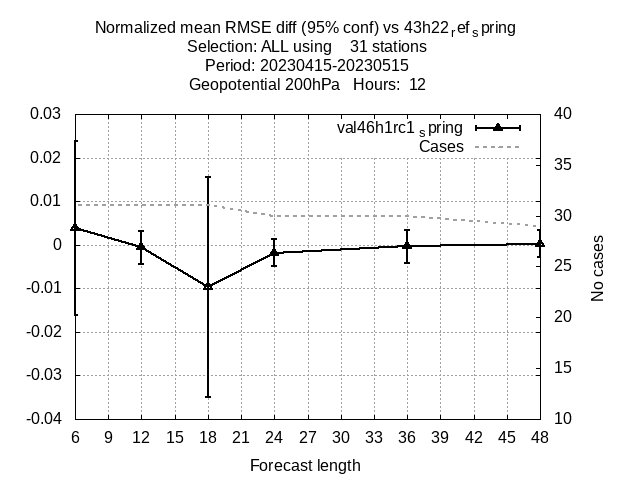 Normalized mean RMSE diff (95% conf) vs 43h22refspring
Selection: ALL using 31 stations
Period: 20230415-20230515
Geopotential 200hPa Hours: 12
val46h1rc1spring
Cases
0.03
0.02
0.01
0
-0.01
-0.02
-0.03
-0.04
40
35
30
25
20
15
10
No cases
6 9 12 15 18 21 24 27 30 33 36 39 42 45 48
Forecast length